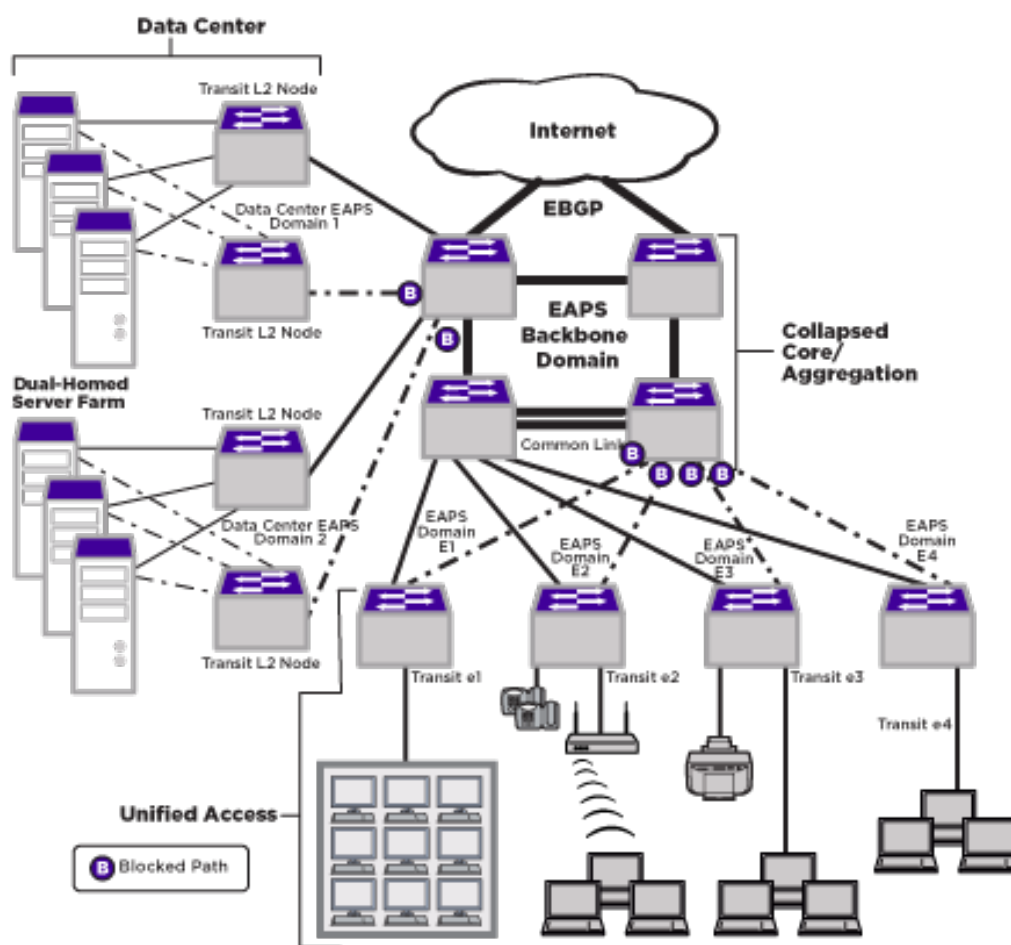 Data Center
Transit L2 Node
Internet
EBGP
Data Center EAPS
Domain 1
B
Transit L2 Node
B
EAPS
Backbone
Domain
Collapsed
Core/
Aggregation
Dual-Homed
Server Farm
Transit L2 Node
Common Link
B
B
B
B
Data Center EAPS
Domain 2
EAPS
Domain
E1
EAPS
Domain
E2
EAPS
Domain
E3
EAPS
Domain
E4
Transit L2 Node
Transit e1
Transit e2
Transit e3
Transit e4
Unified Access
B Blocked Path